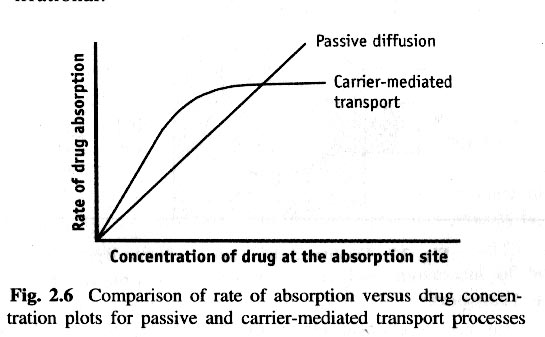 Passive diffusion
Carrier-mediated
transport
Rate of drug absorption
Concentration of drug at the absorption site
Fig. 2.6 Comparison of rate of absorption versus drug concen-
tration plots for passive and carrier-mediated transport processes